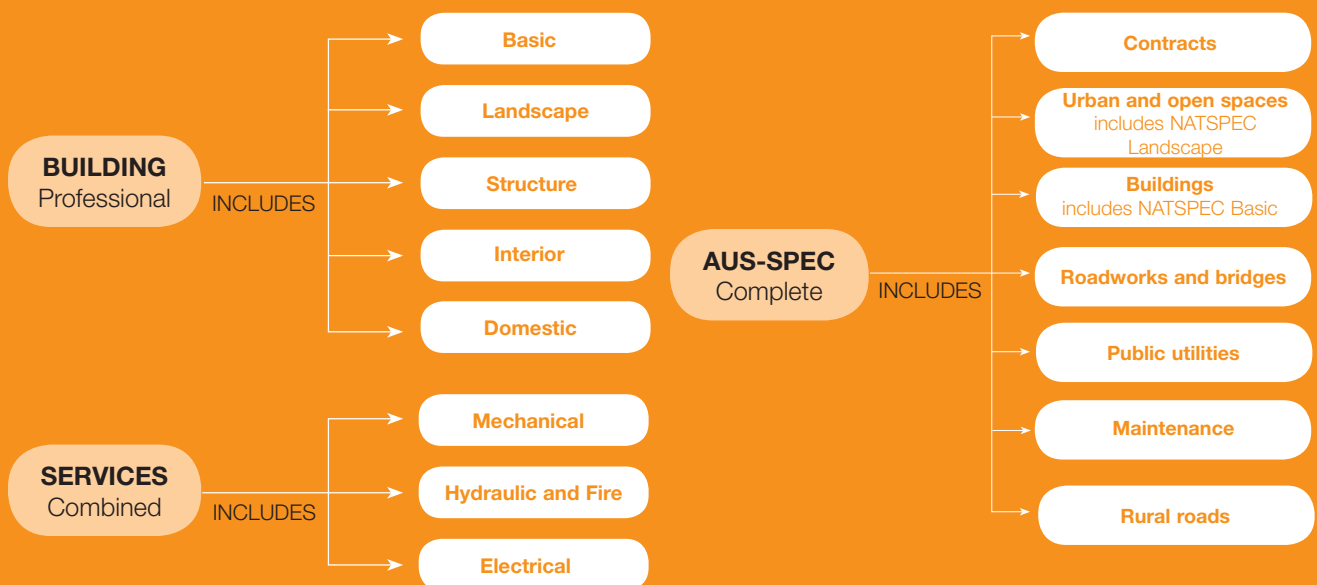 BUILDING
Professional
INCLUDES
Basic
Landscape
Structure
Interior
Domestic
SERVICES
Combined
INCLUDES
Mechanical
Hydraulic and Fire
Electrical
AUS-SPEC
Complete
INCLUDES
Contracts
Urban and open spaces
includes NATSPEC
Landscape
Buildings
includes NATSPEC Basic
Roadworks and bridges
Public utilities
Maintenance
Rural roads